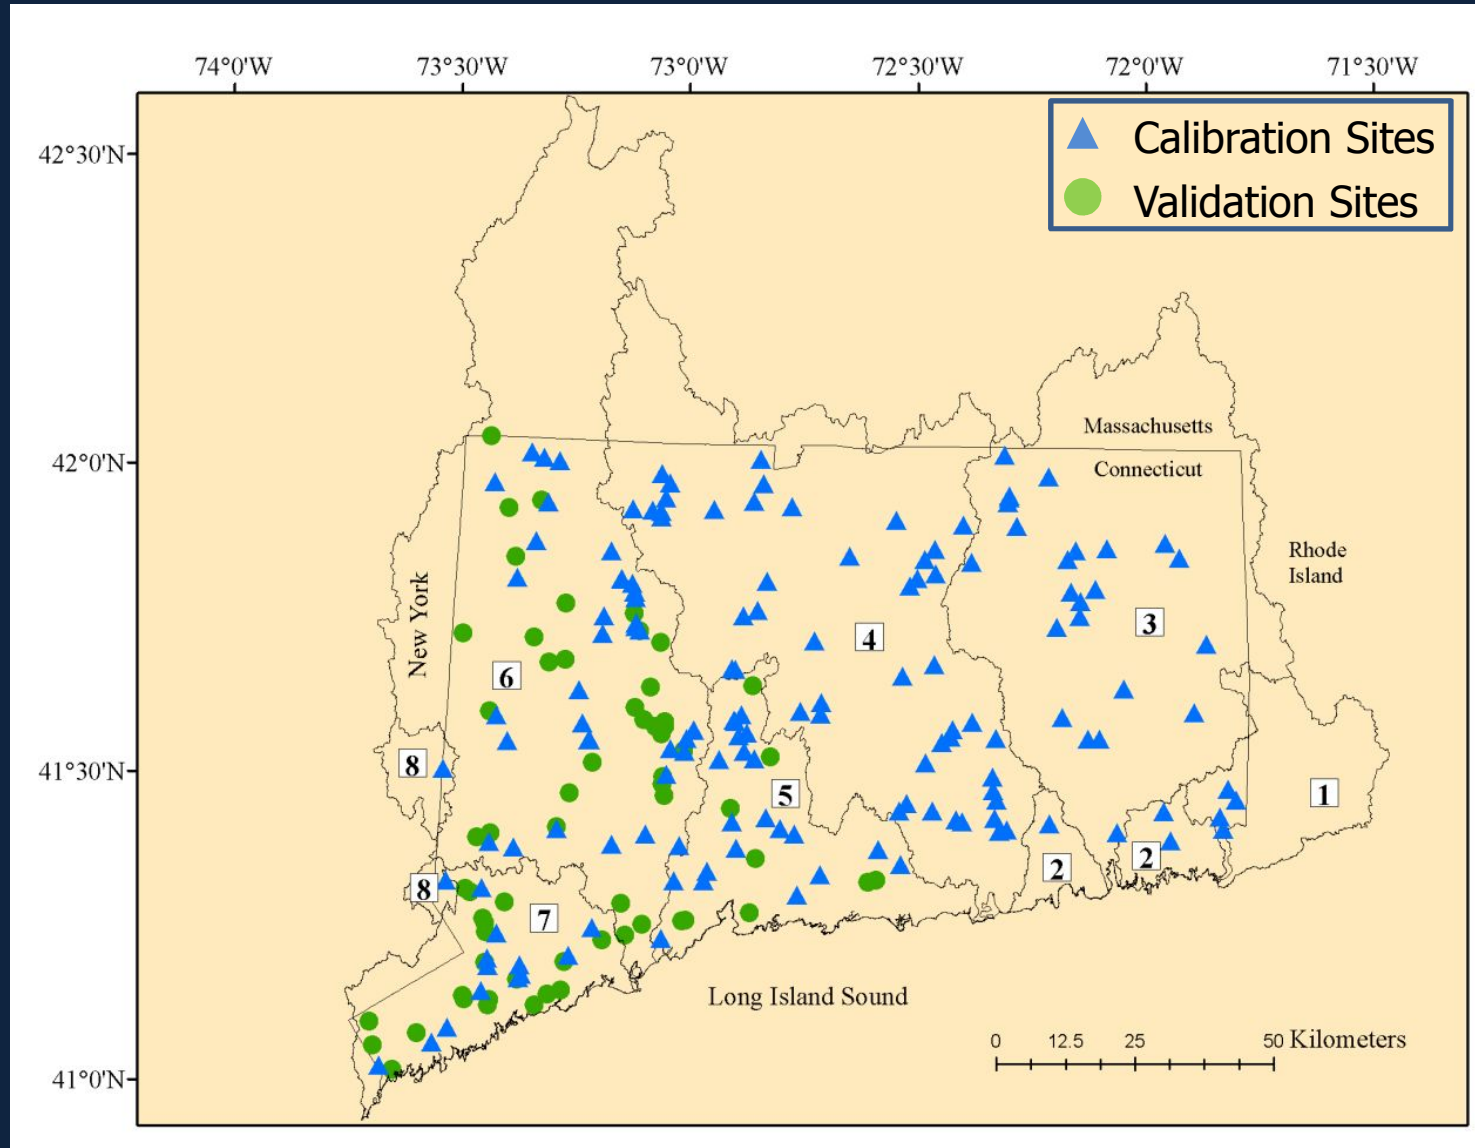 74°0'W 73°30'W 73°0'W 72°30'W 72°0'W 71°30'W
Calibration Sites
Validation Sites
42°30'N
Massachusetts
42°0'N
Connecticut
Rhode
Island
New York
3
4
6
41°30'N
8
5
1
2
2
8
7
Long Island Sound
0 12.5 25 50 Kilometers
41°0'N